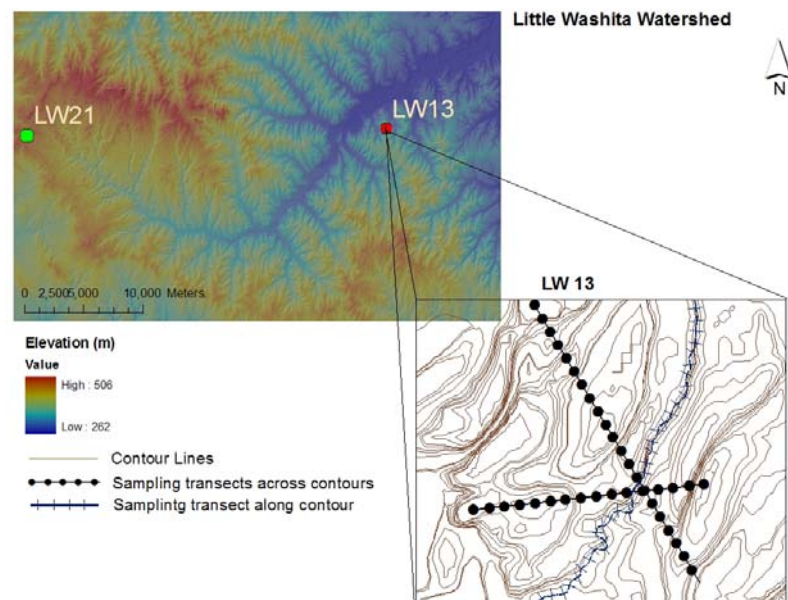 Little Washita Watershed
N
LW21
LW13
0 2,5005,000 10,000 Meters
LW 13
Elevation (m)
Value
High : 506
Low : 262
Contour Lines
Sampling transects across contours
Samplintg transect along contour